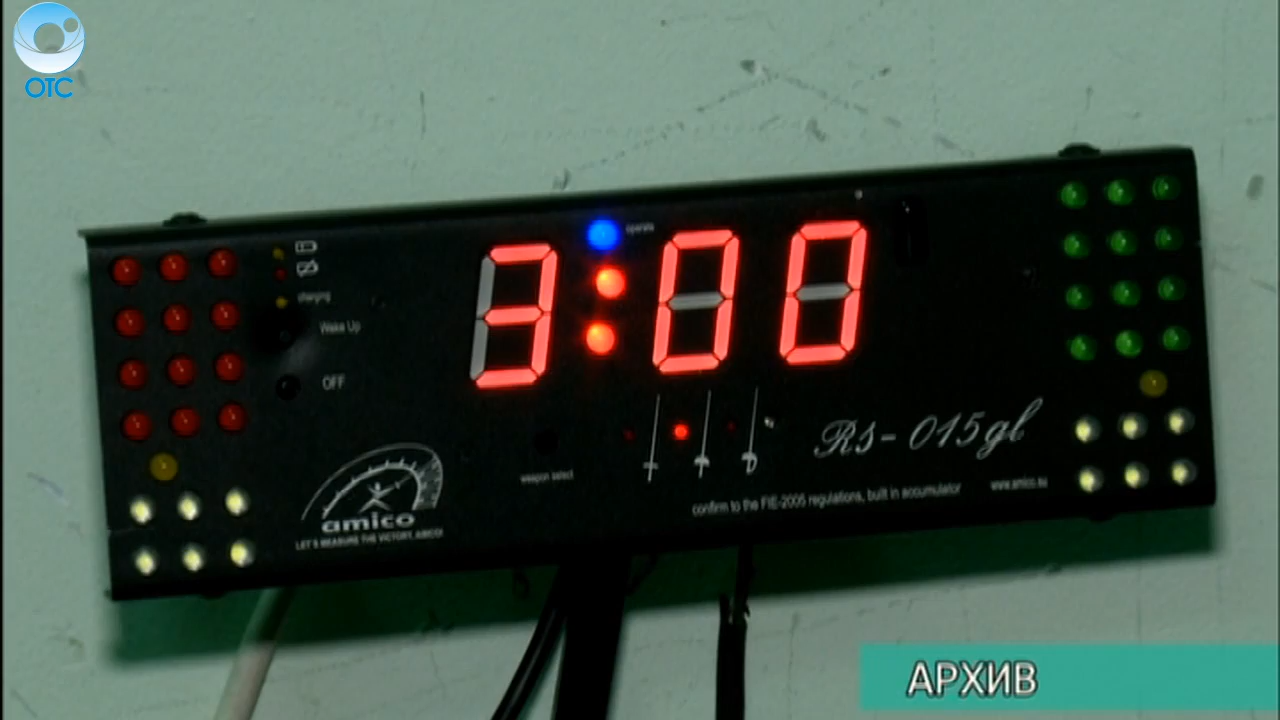 ОТС
operate
3:00
charging
Wake Up
OFF
weapon select
RS-015gl
amico
LET'S MEASURE THE VICTORY, AMICO!
confirm to the FIE-2005 regulations, built in accumulator
www.amico.su
АРХИВ